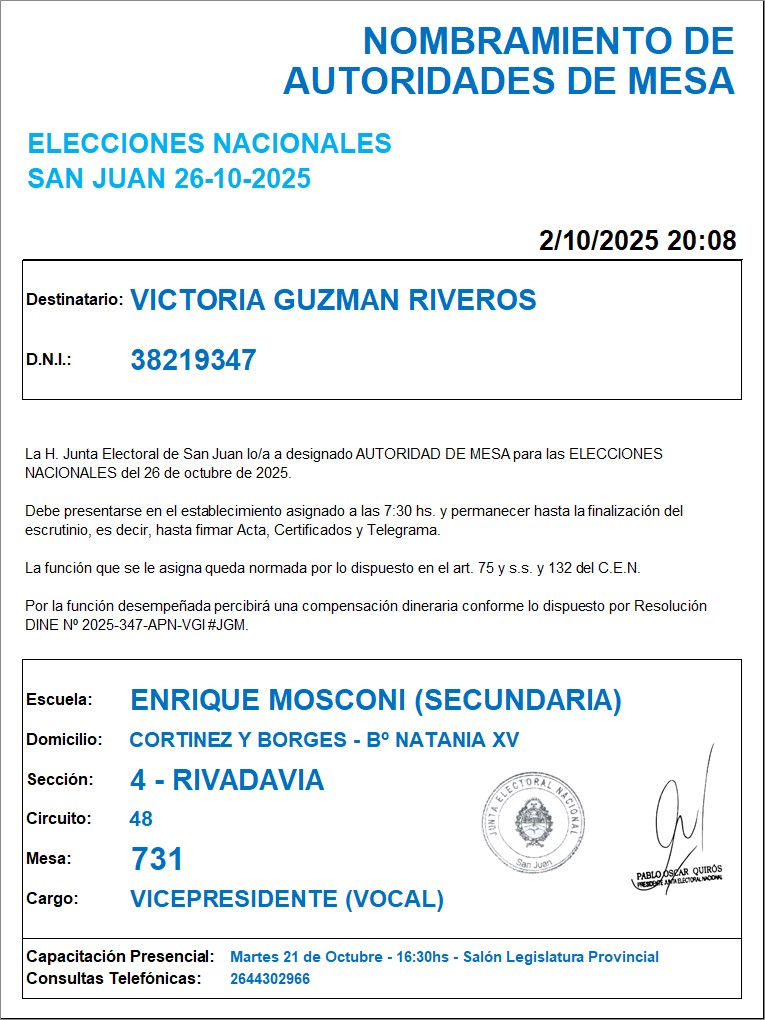 NOMBRAMIENTO DE
AUTORIDADES DE MESA
ELECCIONES NACIONALES
SAN JUAN 26-10-2025
2/10/2025 20:08
Destinatario: VICTORIA GUZMAN RIVEROS
D.N.I.: 38219347
La H. Junta Electoral de San Juan lo/a a designado AUTORIDAD DE MESA para las ELECCIONES
NACIONALES del 26 de octubre de 2025.
Debe presentarse en el establecimiento asignado a las 7:30 hs. y permanecer hasta la finalización del
escrutinio, es decir, hasta firmar Acta, Certificados y Telegrama.
La función que se le asigna queda normada por lo dispuesto en el art. 75 y s.s. y 132 del C.E.N.
Por la función desempeñada percibirá una compensación dineraria conforme lo dispuesto por Resolución
DINE Nº 2025-347-APN-VGI#JGM.
Escuela: ENRIQUE MOSCONI (SECUNDARIA)
Domicilio: CORTINEZ Y BORGES - Bº NATANIA XV
Sección: 4 - RIVADAVIA
Circuito: 48
Mesa: 731
Cargo: VICEPRESIDENTE (VOCAL)
JUNTA ELECTORAL NACIONAL
San Juan
PABLO OSCAR QUIRÓS
PRESIDENTE JUNTA ELECTORAL NACIONAL
Capacitación Presencial: Martes 21 de Octubre - 16:30hs - Salón Legislatura Provincial
Consultas Telefónicas: 2644302966